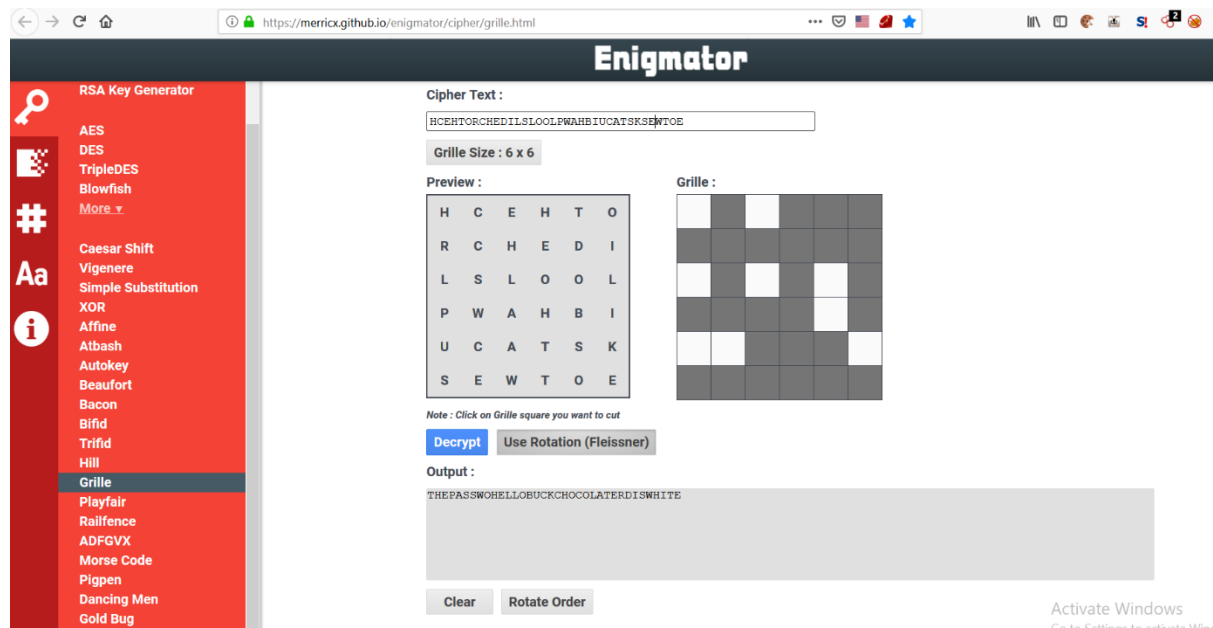 https://merricx.github.io/enigmator/cipher/grille.html
2
Enigmator
RSA Key Generator
AES
DES
TripleDES
Blowfish
More ▼
Caesar Shift
Vigenere
Simple Substitution
XOR
Affine
Atbash
Autokey
Beaufort
Bacon
Bifid
Trifid
Hill
Grille
Playfair
Railfence
ADFGVX
Morse Code
Pigpen
Dancing Men
Gold Bug
Aa
Cipher Text :
HCEHTORCHEDILSLOOLPWAHBIUCATSKSEWTOE
Grille Size : 6 x 6
Preview :
H C E H T O
R C H E D I
L S L O O L
P W A H B I
U C A T S K
S E W T O E
Grille :
Note : Click on Grille square you want to cut
Decrypt
Use Rotation (Fleissner)
Output :
THEPASSWOHELLOBUCKCHOCOLATERDISWHITE
Clear
Rotate Order
Activate Windows